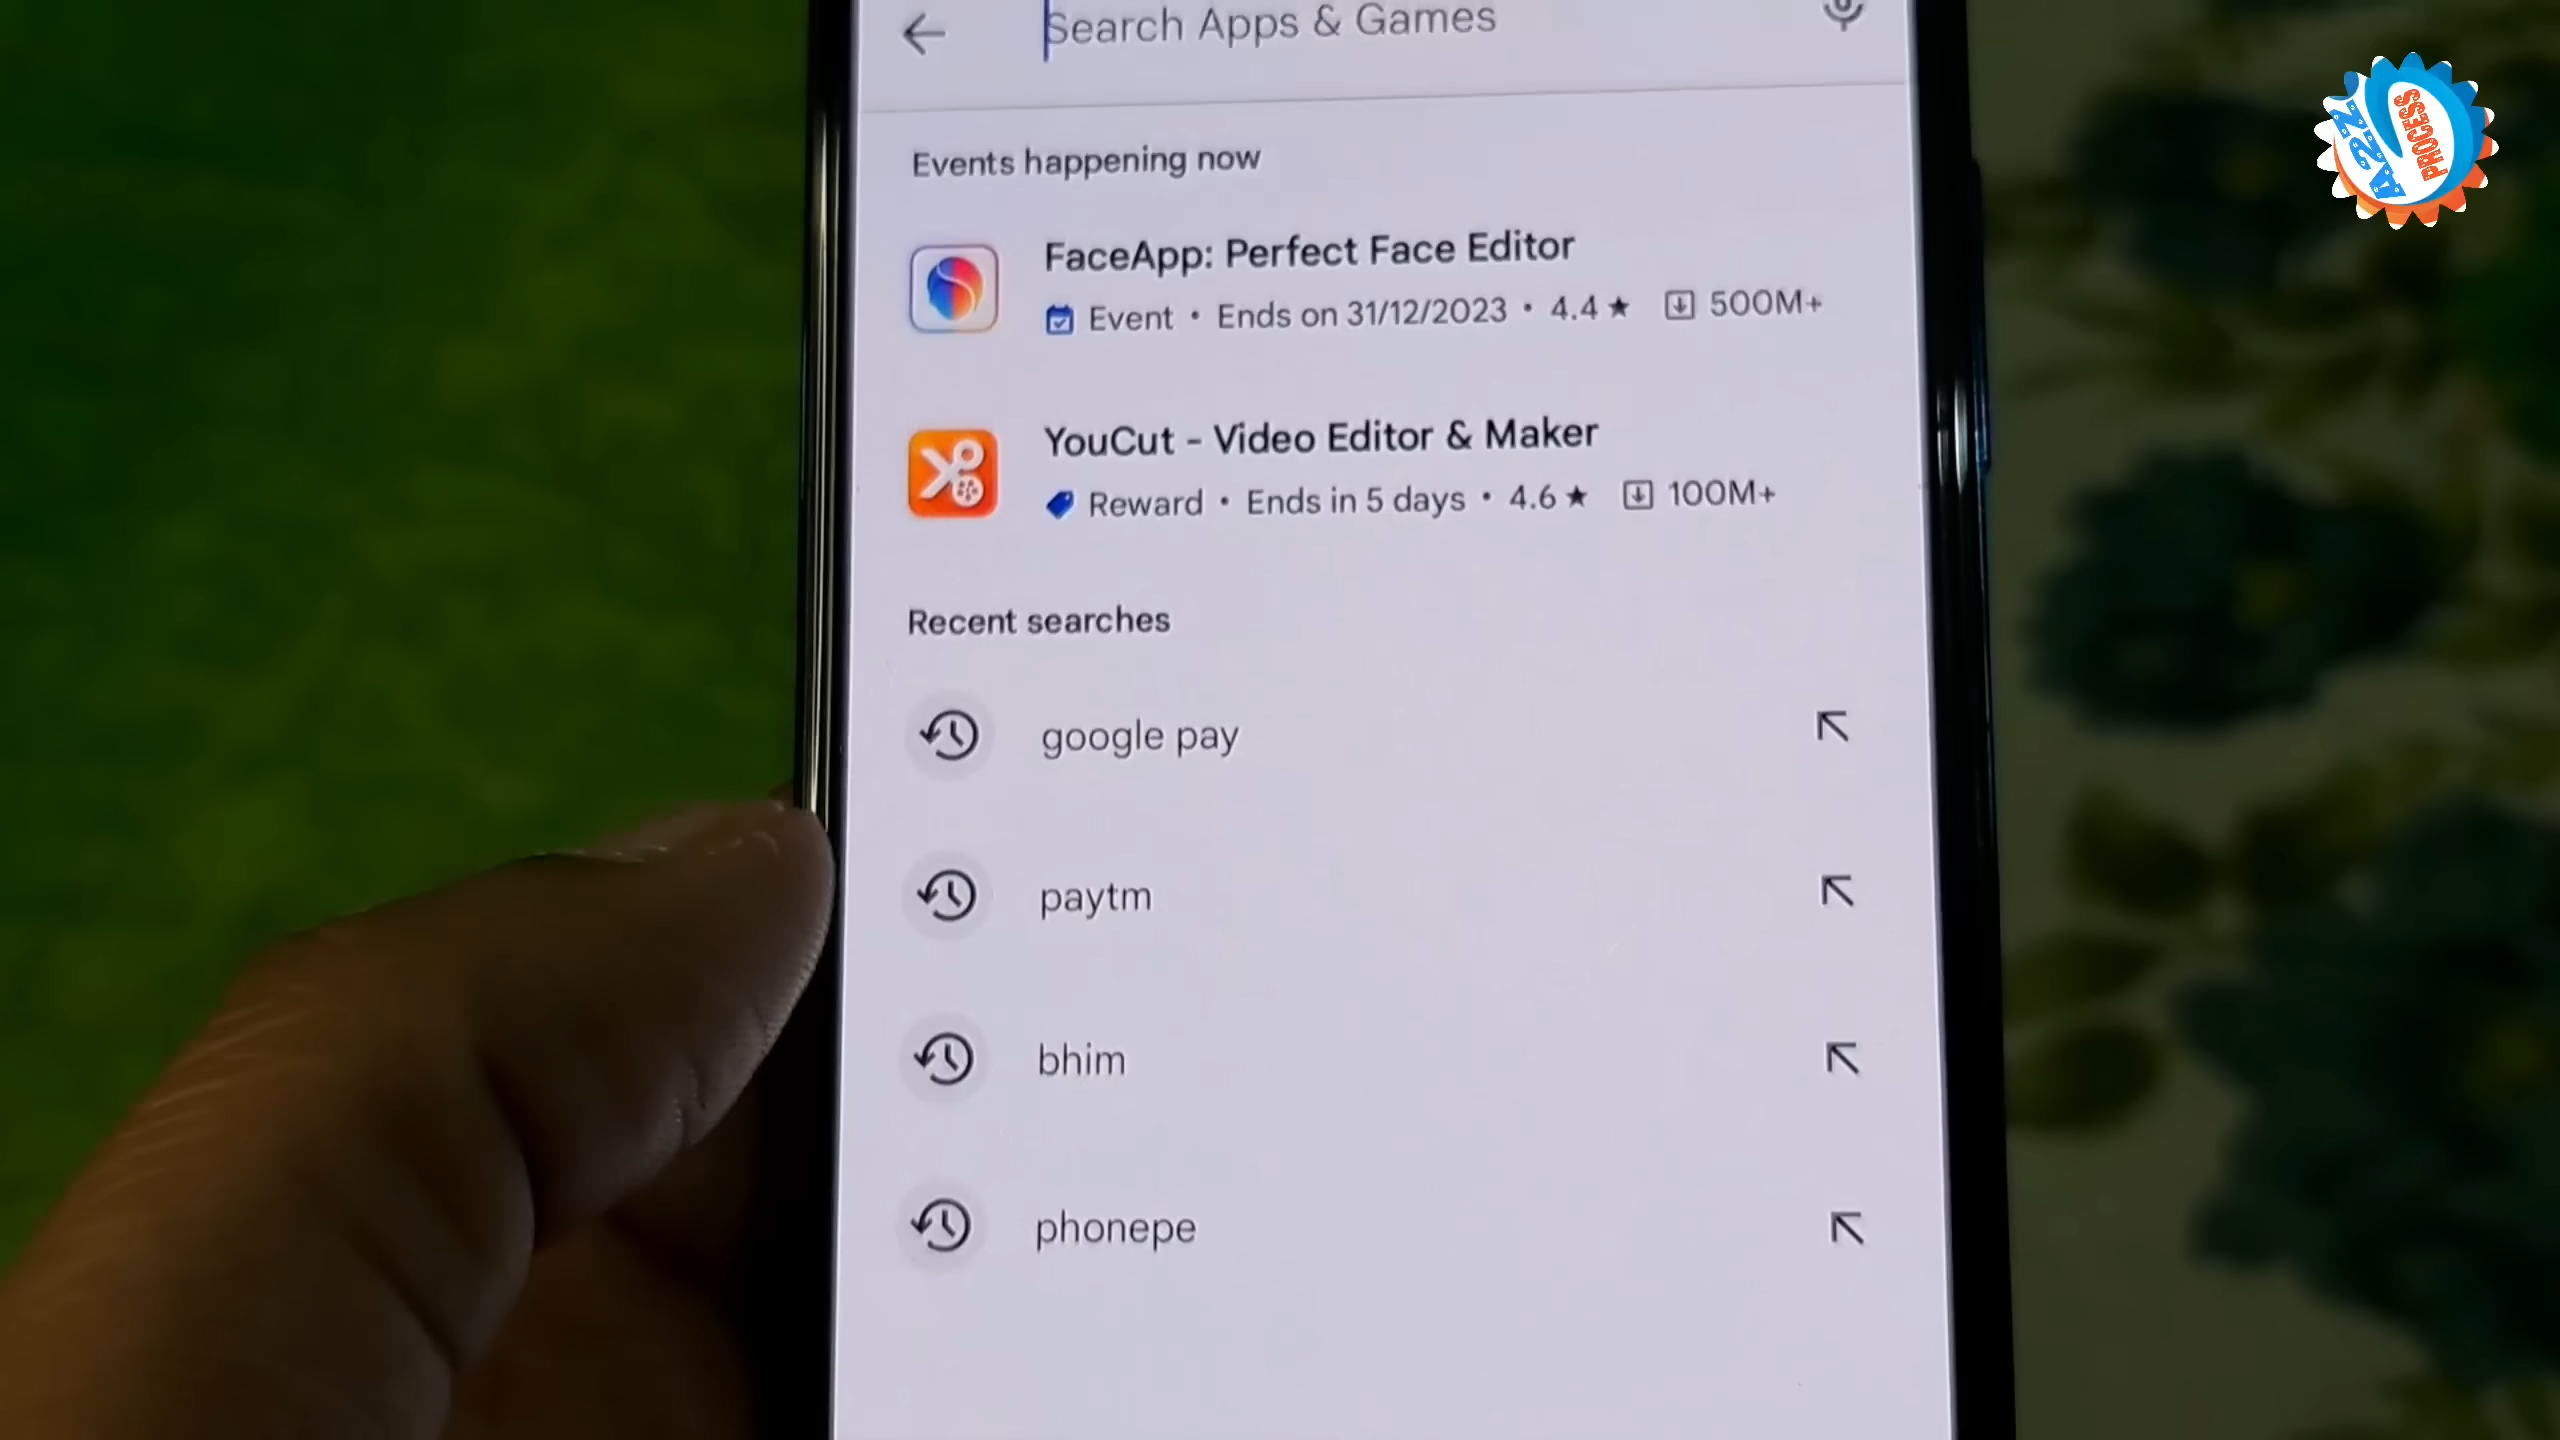 Search Apps & Games
Events happening now
FaceApp: Perfect Face Editor
Event • Ends on 31/12/2023 • 4.4 ★ 500M+
YouCut - Video Editor & Maker
Reward • Ends in 5 days • 4.6 ★ 100M+
Recent searches
google pay
paytm
bhim
phonepe
A2Z
PROCESS